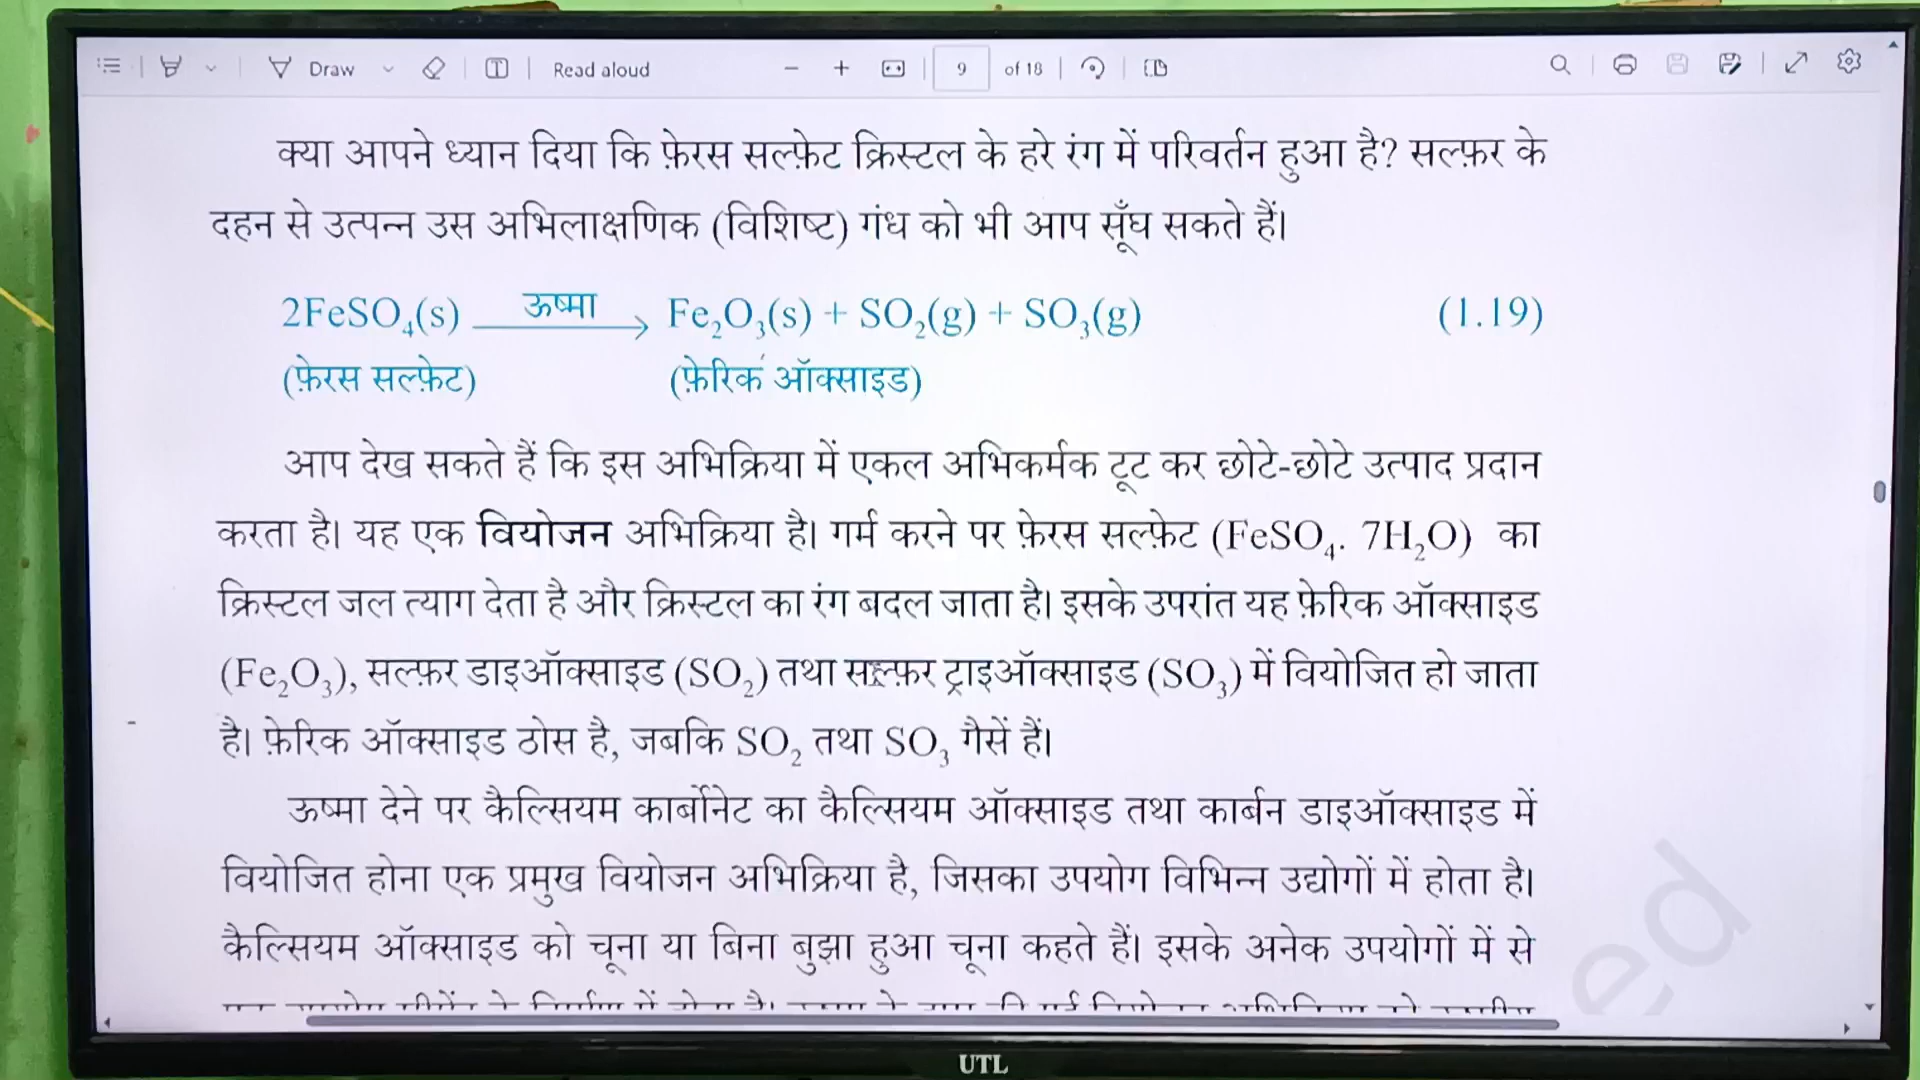 Draw
Read aloud
9 of 18
क्या आपने ध्यान दिया कि फ़ेरस सल्फ़ेट क्रिस्टल के हरे रंग में परिवर्तन हुआ है? सल्फ़र के
दहन से उत्पन्न उस अभिलाक्षणिक (विशिष्ट) गंध को भी आप सूँघ सकते हैं।
2FeSO₄(s) ऊष्मा → Fe₂O₃(s) + SO₂(g) + SO₃(g) (1.19)
(फ़ेरस सल्फ़ेट) (फ़ेरिक ऑक्साइड)
आप देख सकते हैं कि इस अभिक्रिया में एकल अभिकर्मक टूट कर छोटे-छोटे उत्पाद प्रदान
करता है। यह एक वियोजन अभिक्रिया है। गर्म करने पर फ़ेरस सल्फ़ेट (FeSO₄. 7H₂O) का
क्रिस्टल जल त्याग देता है और क्रिस्टल का रंग बदल जाता है। इसके उपरांत यह फ़ेरिक ऑक्साइड
(Fe₂O₃), सल्फ़र डाइऑक्साइड (SO₂) तथा सल्फ़र ट्राइऑक्साइड (SO₃) में वियोजित हो जाता
है। फ़ेरिक ऑक्साइड ठोस है, जबकि SO₂ तथा SO₃ गैसें हैं।
ऊष्मा देने पर कैल्सियम कार्बोनेट का कैल्सियम ऑक्साइड तथा कार्बन डाइऑक्साइड में
वियोजित होना एक प्रमुख वियोजन अभिक्रिया है, जिसका उपयोग विभिन्न उद्योगों में होता है।
कैल्सियम ऑक्साइड को चूना या बिना बुझा हुआ चूना कहते हैं। इसके अनेक उपयोगों में से
ed
UTL